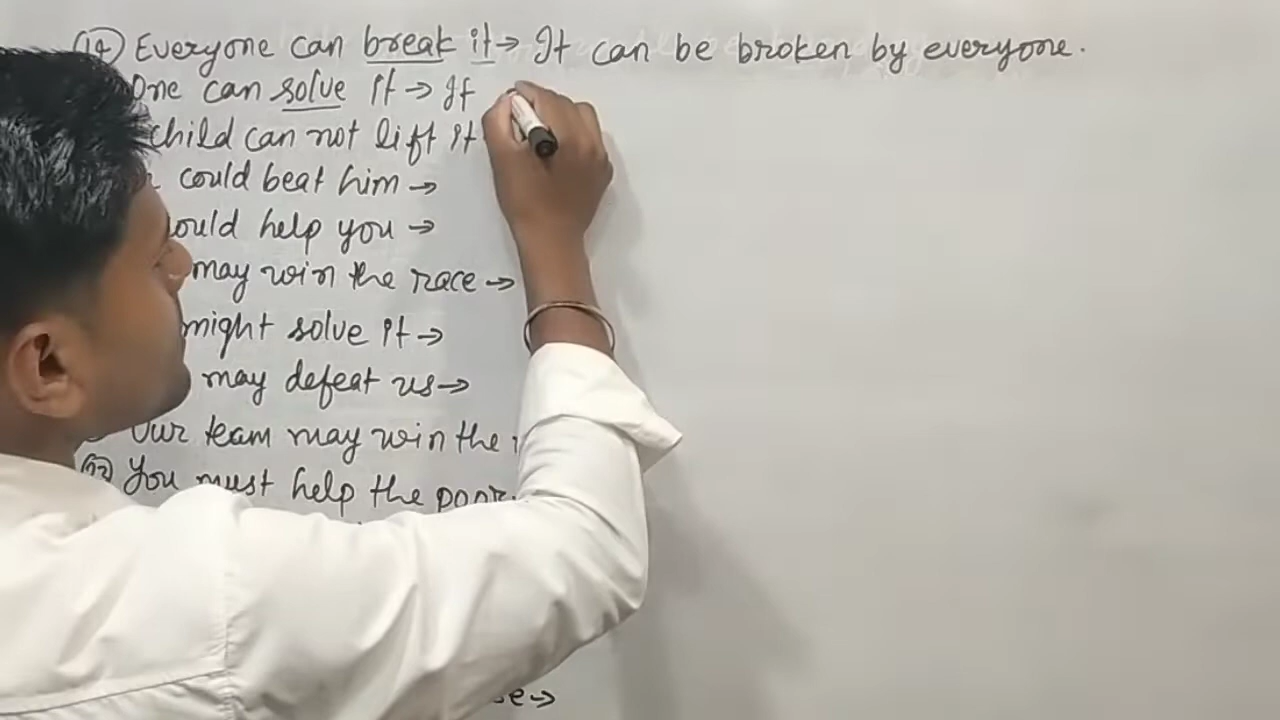 (14) Everyone can break it → It can be broken by everyone.
One can solve it → It
child can not lift it
could beat him →
ould help you →
may win the race →
might solve it →
may defeat us →
Our team may win the
You must help the poor